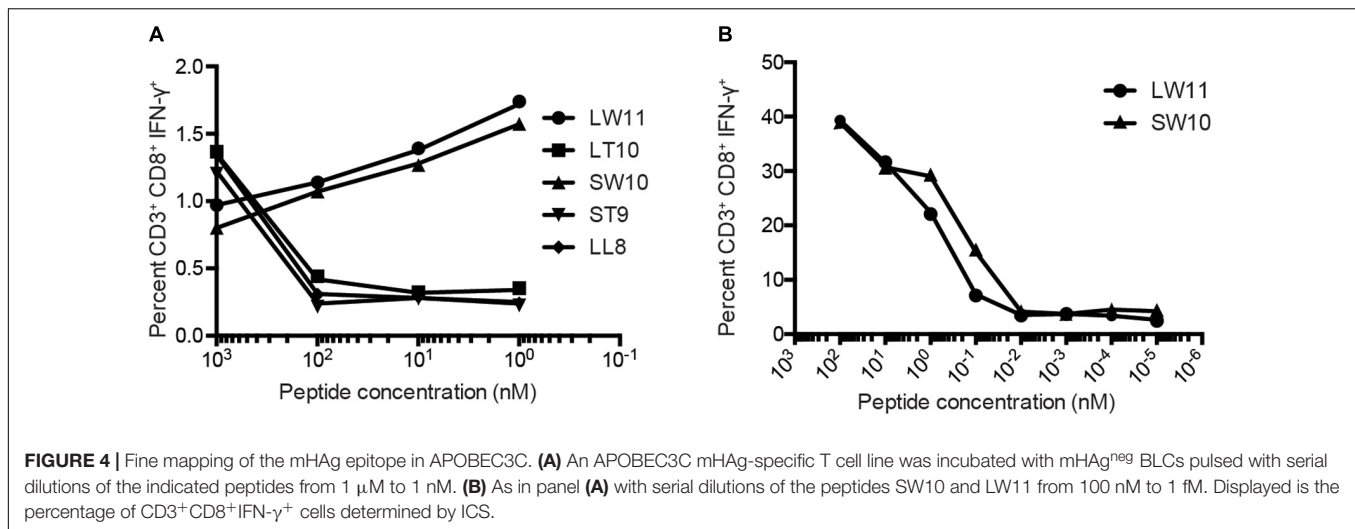 A
Percent CD3⁺ CD8⁺ IFN-γ⁺
2.0
1.5
1.0
0.5
0.0
10³ 10² 10¹ 10⁰ 10⁻¹
Peptide concentration (nM)
LW11
LT10
SW10
ST9
LL8
B
Percent CD3⁺ CD8⁺ IFN-γ⁺
50
40
30
20
10
0
10³ 10² 10¹ 10⁰ 10⁻¹ 10⁻² 10⁻³ 10⁻⁴ 10⁻⁵ 10⁻⁶
Peptide concentration (nM)
LW11
SW10
FIGURE 4 | Fine mapping of the mHAg epitope in APOBEC3C. (A) An APOBEC3C mHAg-specific T cell line was incubated with mHAgⁿᵉᵍ BLCs pulsed with serial
dilutions of the indicated peptides from 1 μM to 1 nM. (B) As in panel (A) with serial dilutions of the peptides SW10 and LW11 from 100 nM to 1 fM. Displayed is the
percentage of CD3⁺CD8⁺IFN-γ⁺ cells determined by ICS.